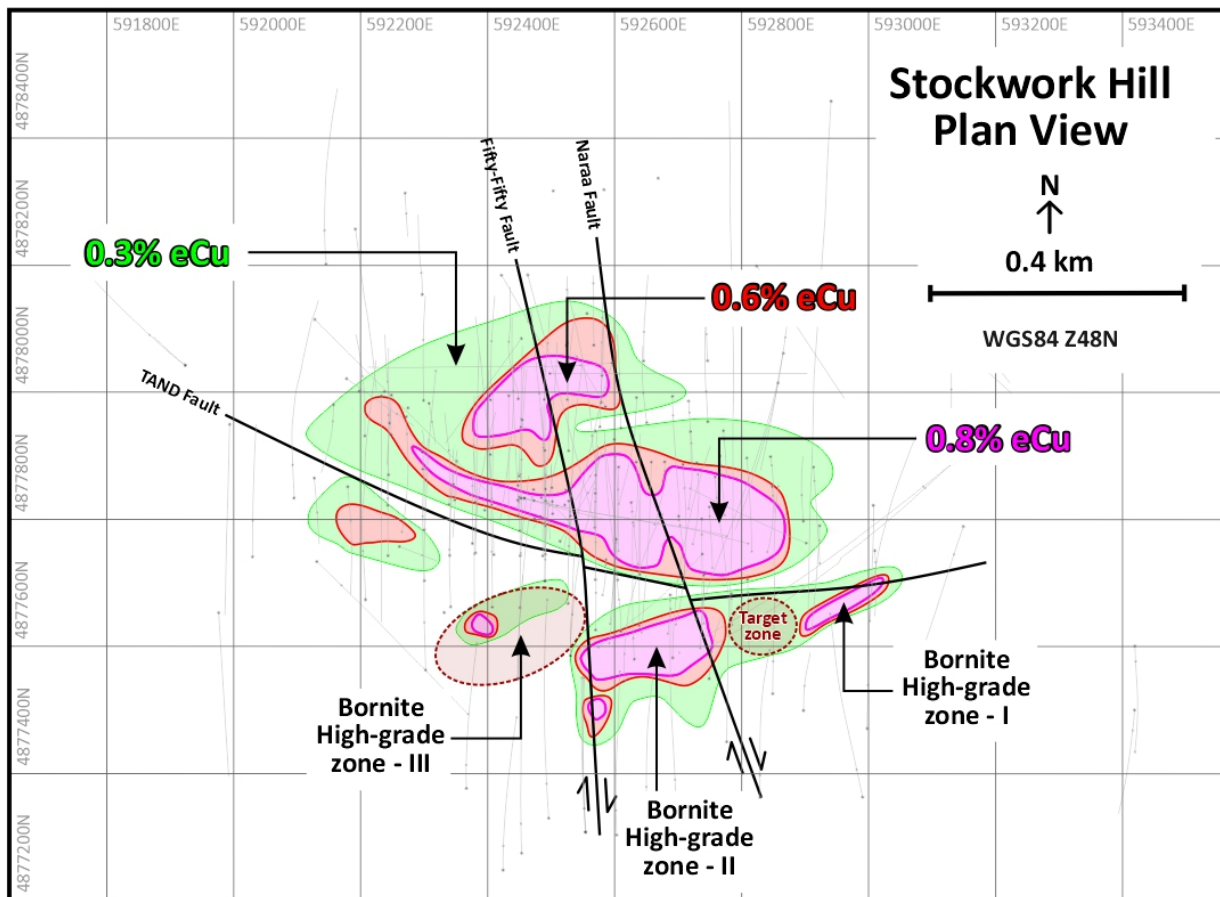 591800E
592000E
592200E
592400E
592600E
592800E
593000E
593200E
593400E
4878400N
4878200N
4878000N
4877800N
4877600N
4877400N
4877200N
Stockwork Hill
Plan View
N
0.4 km
WGS84 Z48N
Fifty-Fifty Fault
Naraa Fault
TAND Fault
0.3% eCu
0.6% eCu
0.8% eCu
Target
zone
Bornite
High-grade
zone - I
Bornite
High-grade
zone - III
Bornite
High-grade
zone - II